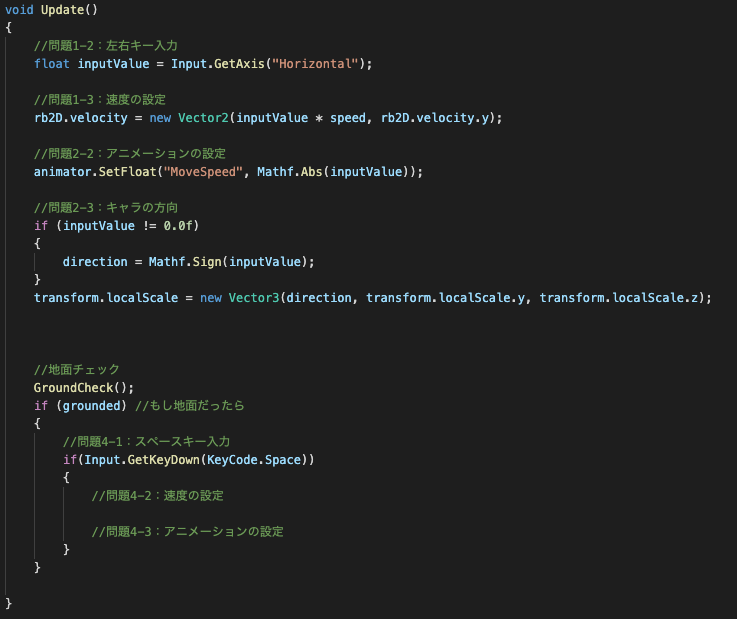 void Update()
{
//問題1-2：左右キー入力
float inputValue = Input.GetAxis("Horizontal");
//問題1-3：速度の設定
rb2D.velocity = new Vector2(inputValue * speed, rb2D.velocity.y);
//問題2-2：アニメーションの設定
animator.SetFloat("MoveSpeed", Mathf.Abs(inputValue));
//問題2-3：キャラの方向
if (inputValue != 0.0f)
{
direction = Mathf.Sign(inputValue);
}
transform.localScale = new Vector3(direction, transform.localScale.y, transform.localScale.z);
//地面チェック
GroundCheck();
if (grounded) //もし地面だったら
{
//問題4-1：スペースキー入力
if(Input.GetKeyDown(KeyCode.Space))
{
//問題4-2：速度の設定
//問題4-3：アニメーションの設定
}
}
}